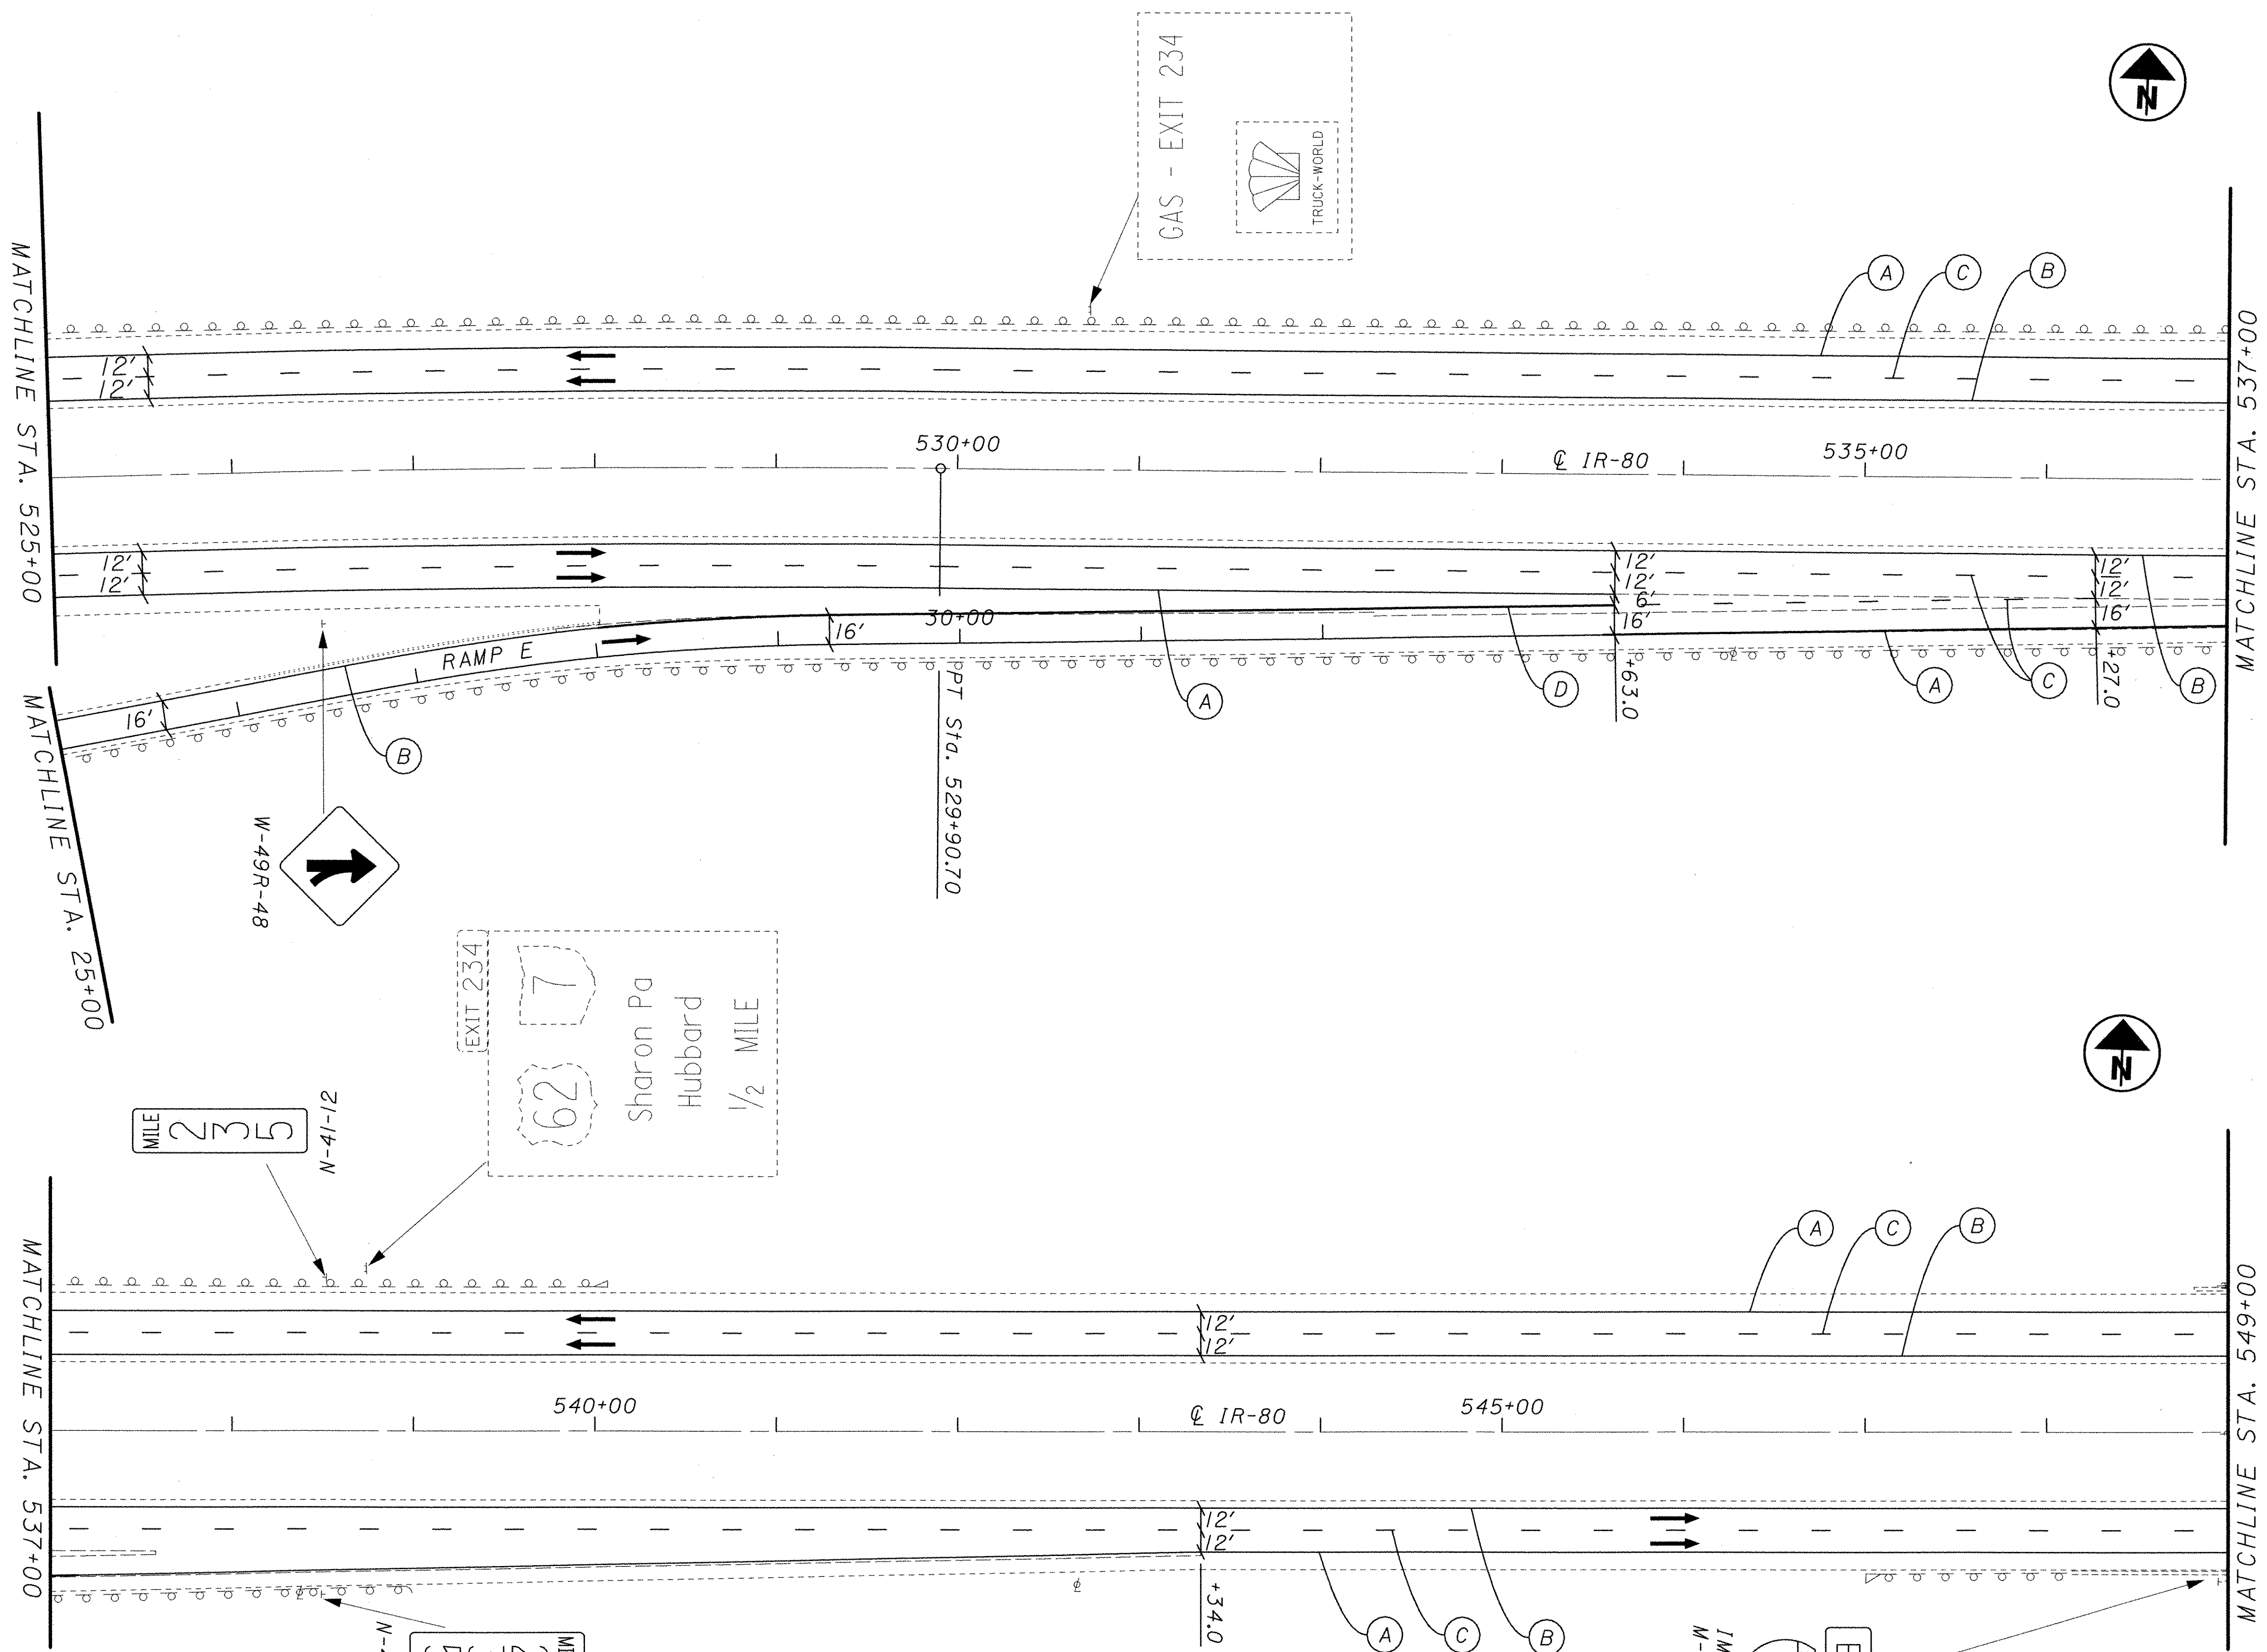 GAS - EXIT 234
TRUCK-WORLD
N
A
C
B
MATCHLINE STA. 525+00
MATCHLINE STA. 537+00
12'
12'
530+00
℄ IR-80
535+00
12'
12'
12'
12'
6'
16'
12'
12'
16'
30+00
16'
RAMP E
16'
+63.0
+27.0
A
D
A
C
B
B
PT Sta. 529+90.70
W-49R-48
MATCHLINE STA. 25+00
EXIT 234
7
62
Sharon Pa
Hubbard
1/2 MILE
MILE
235
N-41-12
N
A
C
B
MATCHLINE STA. 537+00
MATCHLINE STA. 549+00
12'
12'
540+00
℄ IR-80
545+00
12'
12'
+34.0
A
C
B